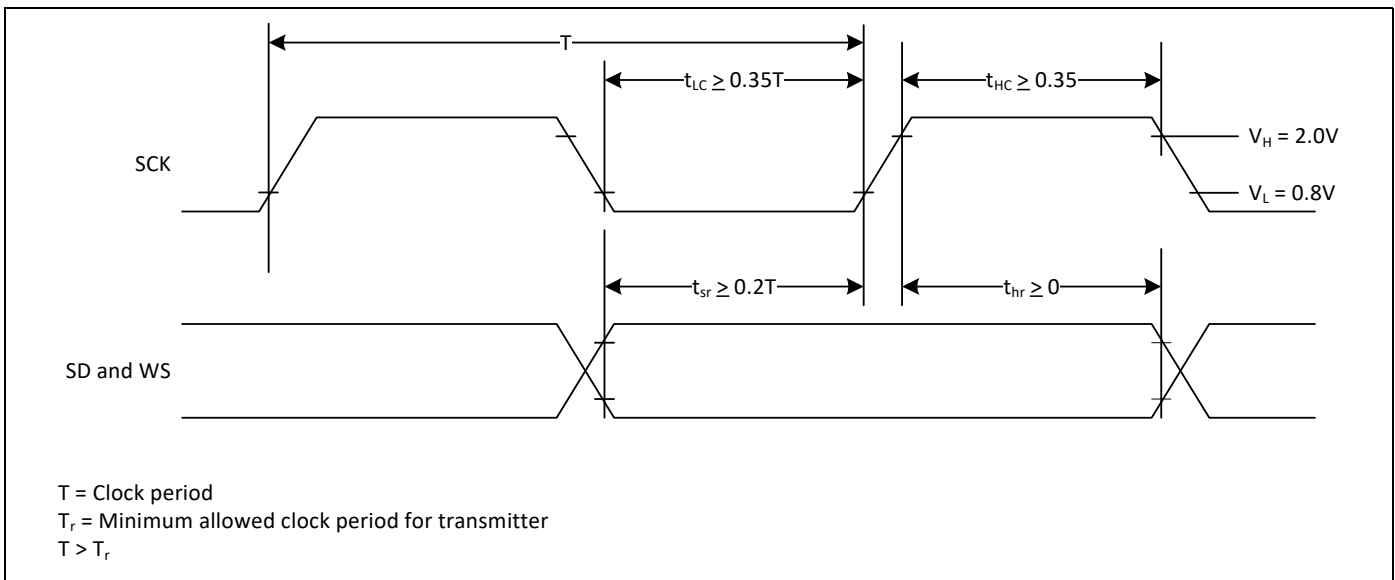 T
t_LC ≥ 0.35T
t_HC ≥ 0.35
SCK
V_H = 2.0V
V_L = 0.8V
t_sr ≥ 0.2T
t_hr ≥ 0
SD and WS
T = Clock period
T_r = Minimum allowed clock period for transmitter
T > T_r